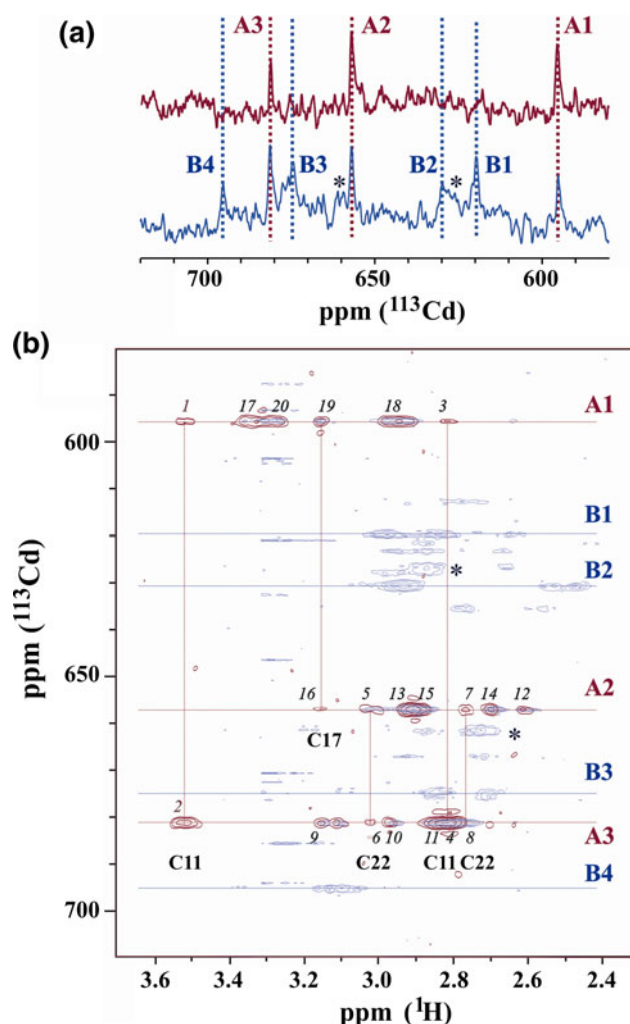 (a)
A3 A2 A1
B4 B3 * B2 * B1
700 650 600
ppm (¹¹³Cd)
(b)
1 17 20 19 18 3 A1
600
B1
* B2
650
16 5 13 15 7 14 12 A2
C17 *
B3
2 9 6 10 11 4 8 A3
C11 C22 C11 C22
B4
700
3.6 3.4 3.2 3.0 2.8 2.6 2.4
ppm (¹H)
ppm (¹¹³Cd)